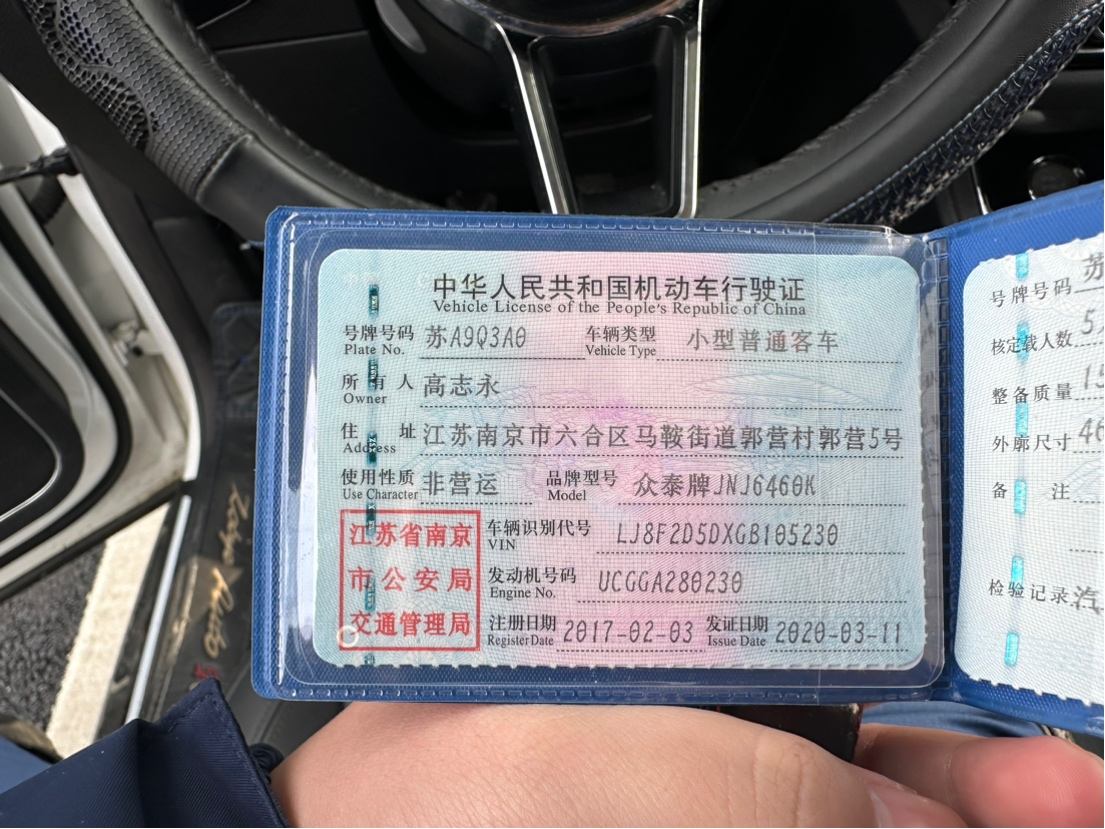 中华人民共和国机动车行驶证
Vehicle License of the People's Republic of China
号牌号码 苏A9Q3A0 车辆类型 小型普通客车
Plate No. Vehicle Type
所有人 高志永
Owner
住址 江苏南京市六合区马鞍街道郭营村郭营5号
Address
使用性质 非营运 品牌型号 众泰牌JNJ6460K
Use Character Model
江苏省南京
市公安局
交通管理局
车辆识别代号 LJ8F2D5DXGB105230
VIN
发动机号码 UCGGA280230
Engine No.
注册日期 2017-02-03 发证日期 2020-03-11
Register Date Issue Date
号牌号码 苏
核定载人数 5
整备质量 15
外廓尺寸 46
备注
检验记录 汽